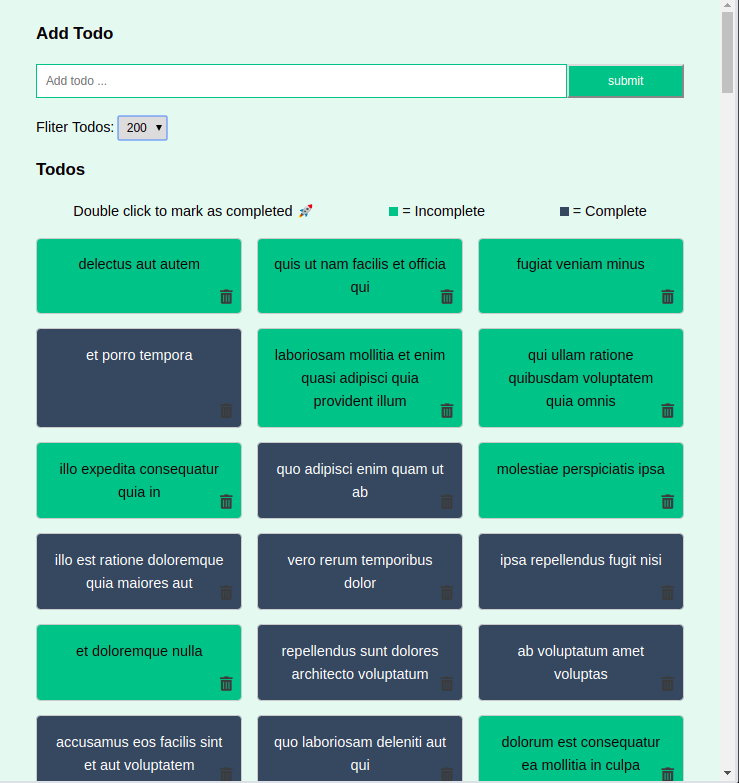 Add Todo
Add todo ...
submit
Fliter Todos: 200
Todos
Double click to mark as completed 🚀
= Incomplete
= Complete
delectus aut autem
quis ut nam facilis et officia
qui
fugiat veniam minus
et porro tempora
laboriosam mollitia et enim
quasi adipisci quia
provident illum
qui ullam ratione
quibusdam voluptatem
quia omnis
illo expedita consequatur
quia in
quo adipisci enim quam ut
ab
molestiae perspiciatis ipsa
illo est ratione doloremque
quia maiores aut
vero rerum temporibus
dolor
ipsa repellendus fugit nisi
et doloremque nulla
repellendus sunt dolores
architecto voluptatum
ab voluptatum amet
voluptas
accusamus eos facilis sint
et aut voluptatem
quo laboriosam deleniti aut
qui
dolorum est consequatur
ea mollitia in culpa